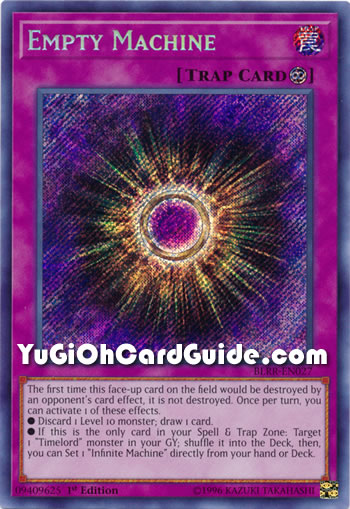 EMPTY MACHINE
罠
[TRAP CARD]
YuGiOhCardGuide.com
BLRR-EN027
The first time this face-up card on the field would be destroyed by
an opponent's card effect, it is not destroyed. Once per turn, you
can activate 1 of these effects.
● Discard 1 Level 10 monster; draw 1 card.
● If this is the only card in your Spell & Trap Zone: Target
1 "Timelord" monster in your GY; shuffle it into the Deck, then,
you can Set 1 "Infinite Machine" directly from your hand or Deck.
09409625 1st Edition ©1996 KAZUKI TAKAHASHI